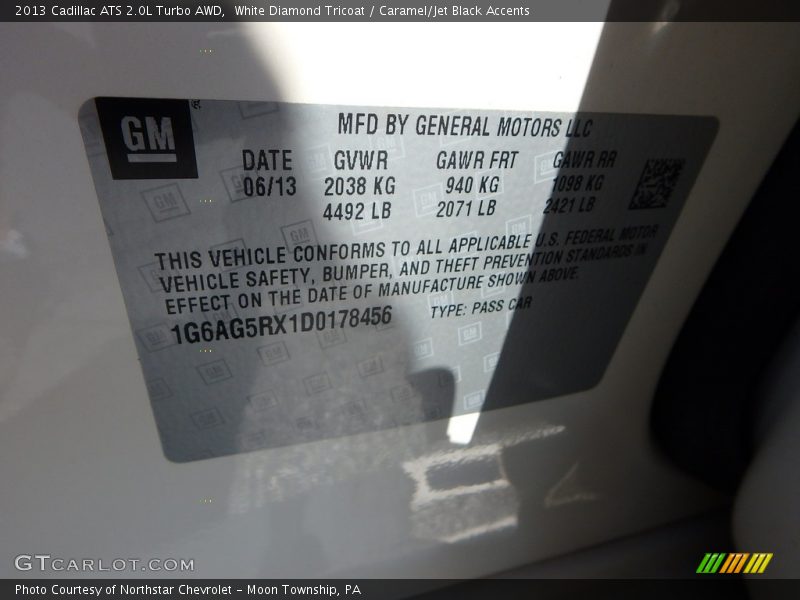 2013 Cadillac ATS 2.0L Turbo AWD, White Diamond Tricoat / Caramel/Jet Black Accents
GM
MFD BY GENERAL MOTORS LLC
DATE GVWR GAWR FRT GAWR RR
06/13 2038 KG 940 KG 1098 KG
4492 LB 2071 LB 2421 LB
THIS VEHICLE CONFORMS TO ALL APPLICABLE U.S. FEDERAL MOTOR
VEHICLE SAFETY, BUMPER, AND THEFT PREVENTION STANDARDS IN
EFFECT ON THE DATE OF MANUFACTURE SHOWN ABOVE.
1G6AG5RX1D0178456 TYPE: PASS CAR
GTCARLOT.COM
Photo Courtesy of Northstar Chevrolet - Moon Township, PA